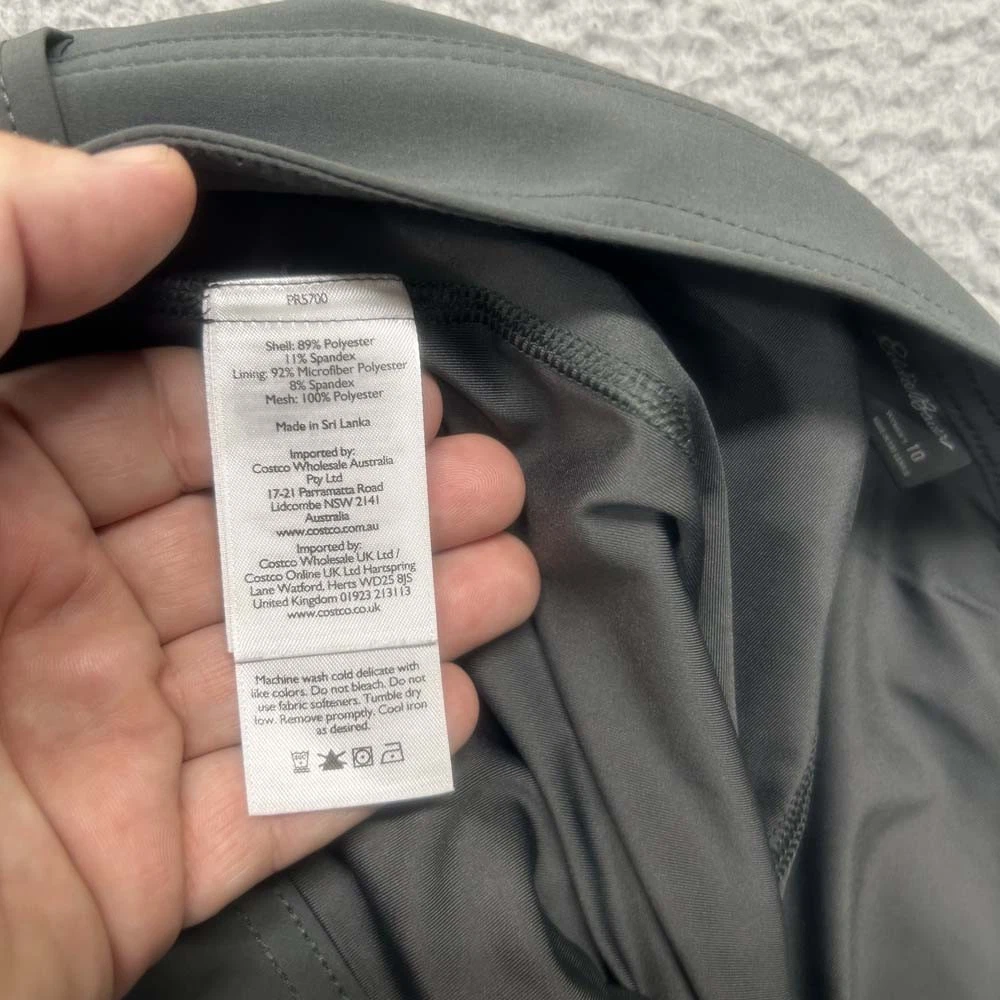 PR5700
Shell: 89% Polyester
11% Spandex
Lining: 92% Microfiber Polyester
8% Spandex
Mesh: 100% Polyester
Made in Sri Lanka
Imported by:
Costco Wholesale Australia
Pty Ltd
17-21 Parramatta Road
Lidcombe NSW 2141
Australia
www.costco.com.au
Imported by:
Costco Wholesale UK Ltd /
Costco Online UK Ltd Hartspring
Lane Watford, Herts WD25 8JS
United Kingdom 01923 213113
www.costco.co.uk
Machine wash cold delicate with
like colors. Do not bleach. Do not
use fabric softeners. Tumble dry
low. Remove promptly. Cool iron
as desired.
Eddie Bauer
WOMEN'S
10